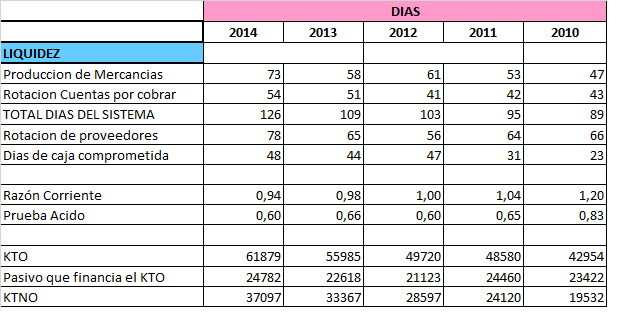 DIAS
2014 2013 2012 2011 2010
LIQUIDEZ
Produccion de Mercancias 73 58 61 53 47
Rotacion Cuentas por cobrar 54 51 41 42 43
TOTAL DIAS DEL SISTEMA 126 109 103 95 89
Rotacion de proveedores 78 65 56 64 66
Dias de caja comprometida 48 44 47 31 23
Razón Corriente 0,94 0,98 1,00 1,04 1,20
Prueba Acido 0,60 0,66 0,60 0,65 0,83
KTO 61879 55985 49720 48580 42954
Pasivo que financia el KTO 24782 22618 21123 24460 23422
KTNO 37097 33367 28597 24120 19532